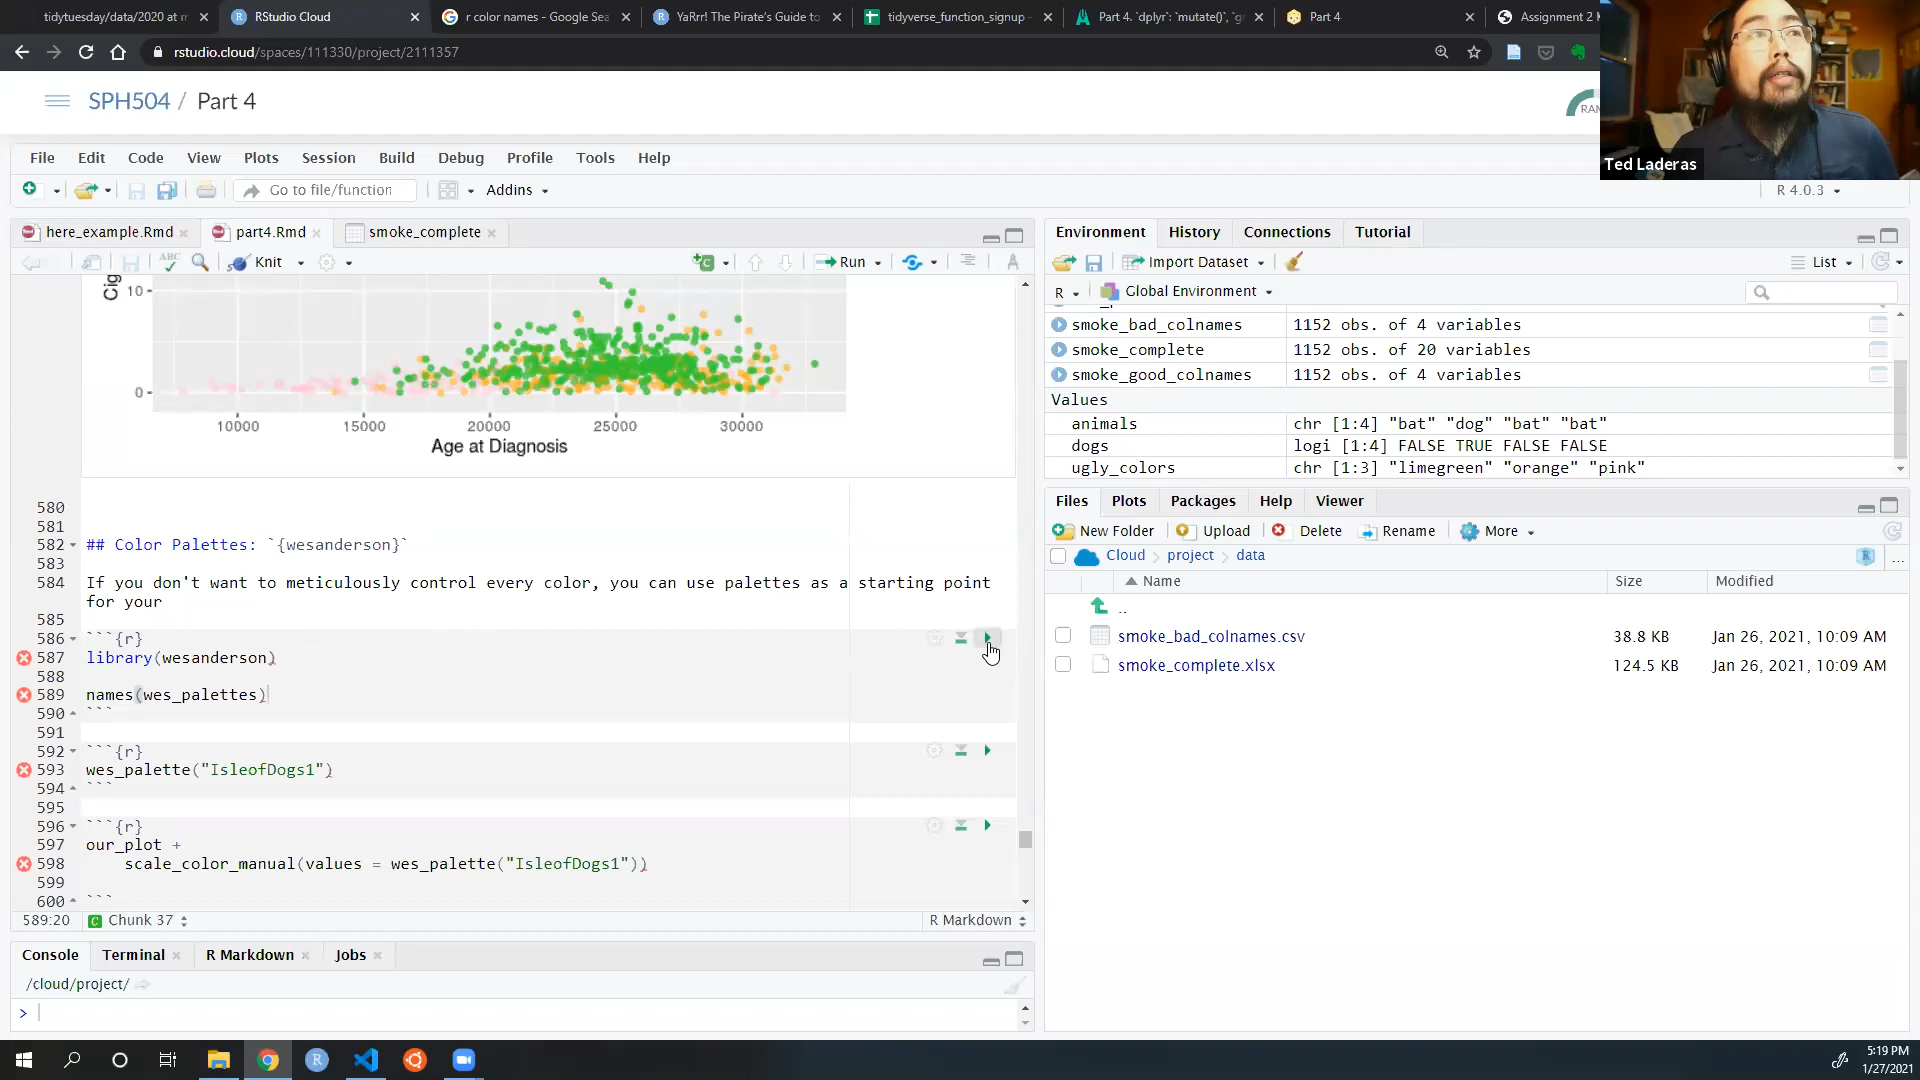 tidytuesday/data/2020 at m
RStudio Cloud
r color names - Google Sea
YaRrr! The Pirate's Guide to
tidyverse_function_signup
Part 4. `dplyr`: `mutate()`, `g
Part 4
Assignment 2
rstudio.cloud/spaces/111330/project/2111357
SPH504 / Part 4
RAM
Ted Laderas
File Edit Code View Plots Session Build Debug Profile Tools Help
Go to file/function
Addins
R 4.0.3
here_example.Rmd
part4.Rmd
smoke_complete
ABC
Knit
Run
Cig
10
0
10000 15000 20000 25000 30000
Age at Diagnosis
580
581
582 ## Color Palettes: `{wesanderson}`
583
584 If you don't want to meticulously control every color, you can use palettes as a starting point
for your
585
586 ```{r}
587 library(wesanderson)
588
589 names(wes_palettes)
590 ```
591
592 ```{r}
593 wes_palette("IsleofDogs1")
594 ```
595
596 ```{r}
597 our_plot +
598 scale_color_manual(values = wes_palette("IsleofDogs1"))
599
600 ```
589:20 Chunk 37 R Markdown
Console Terminal R Markdown Jobs
/cloud/project/
>
Environment History Connections Tutorial
Import Dataset List
R Global Environment
smoke_bad_colnames 1152 obs. of 4 variables
smoke_complete 1152 obs. of 20 variables
smoke_good_colnames 1152 obs. of 4 variables
Values
animals chr [1:4] "bat" "dog" "bat" "bat"
dogs logi [1:4] FALSE TRUE FALSE FALSE
ugly_colors chr [1:3] "limegreen" "orange" "pink"
Files Plots Packages Help Viewer
New Folder Upload Delete Rename More
Cloud project data ...
Name Size Modified
..
smoke_bad_colnames.csv 38.8 KB Jan 26, 2021, 10:09 AM
smoke_complete.xlsx 124.5 KB Jan 26, 2021, 10:09 AM
5:19 PM
1/27/2021